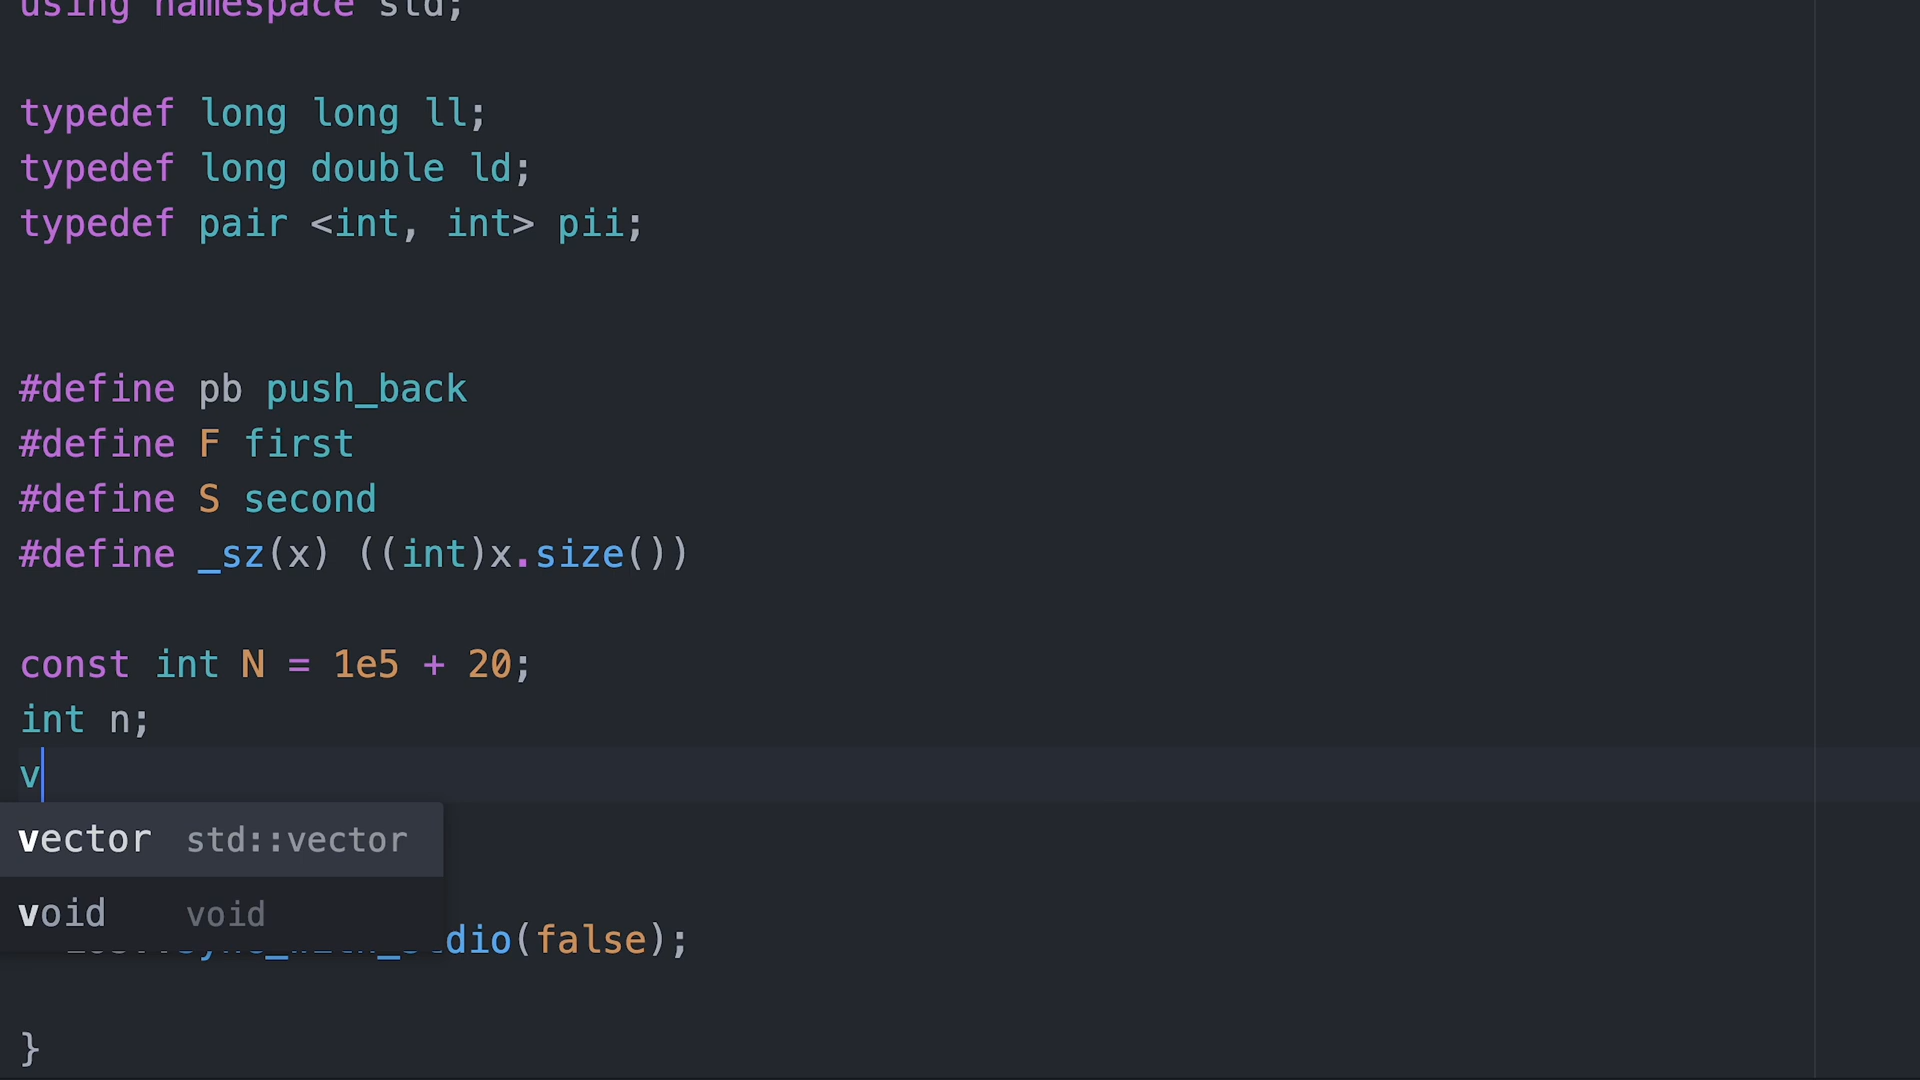 using namespace std;
typedef long long ll;
typedef long double ld;
typedef pair <int, int> pii;
#define pb push_back
#define F first
#define S second
#define _sz(x) ((int)x.size())
const int N = 1e5 + 20;
int n;
v
vector std::vector
void void
dio(false);
}